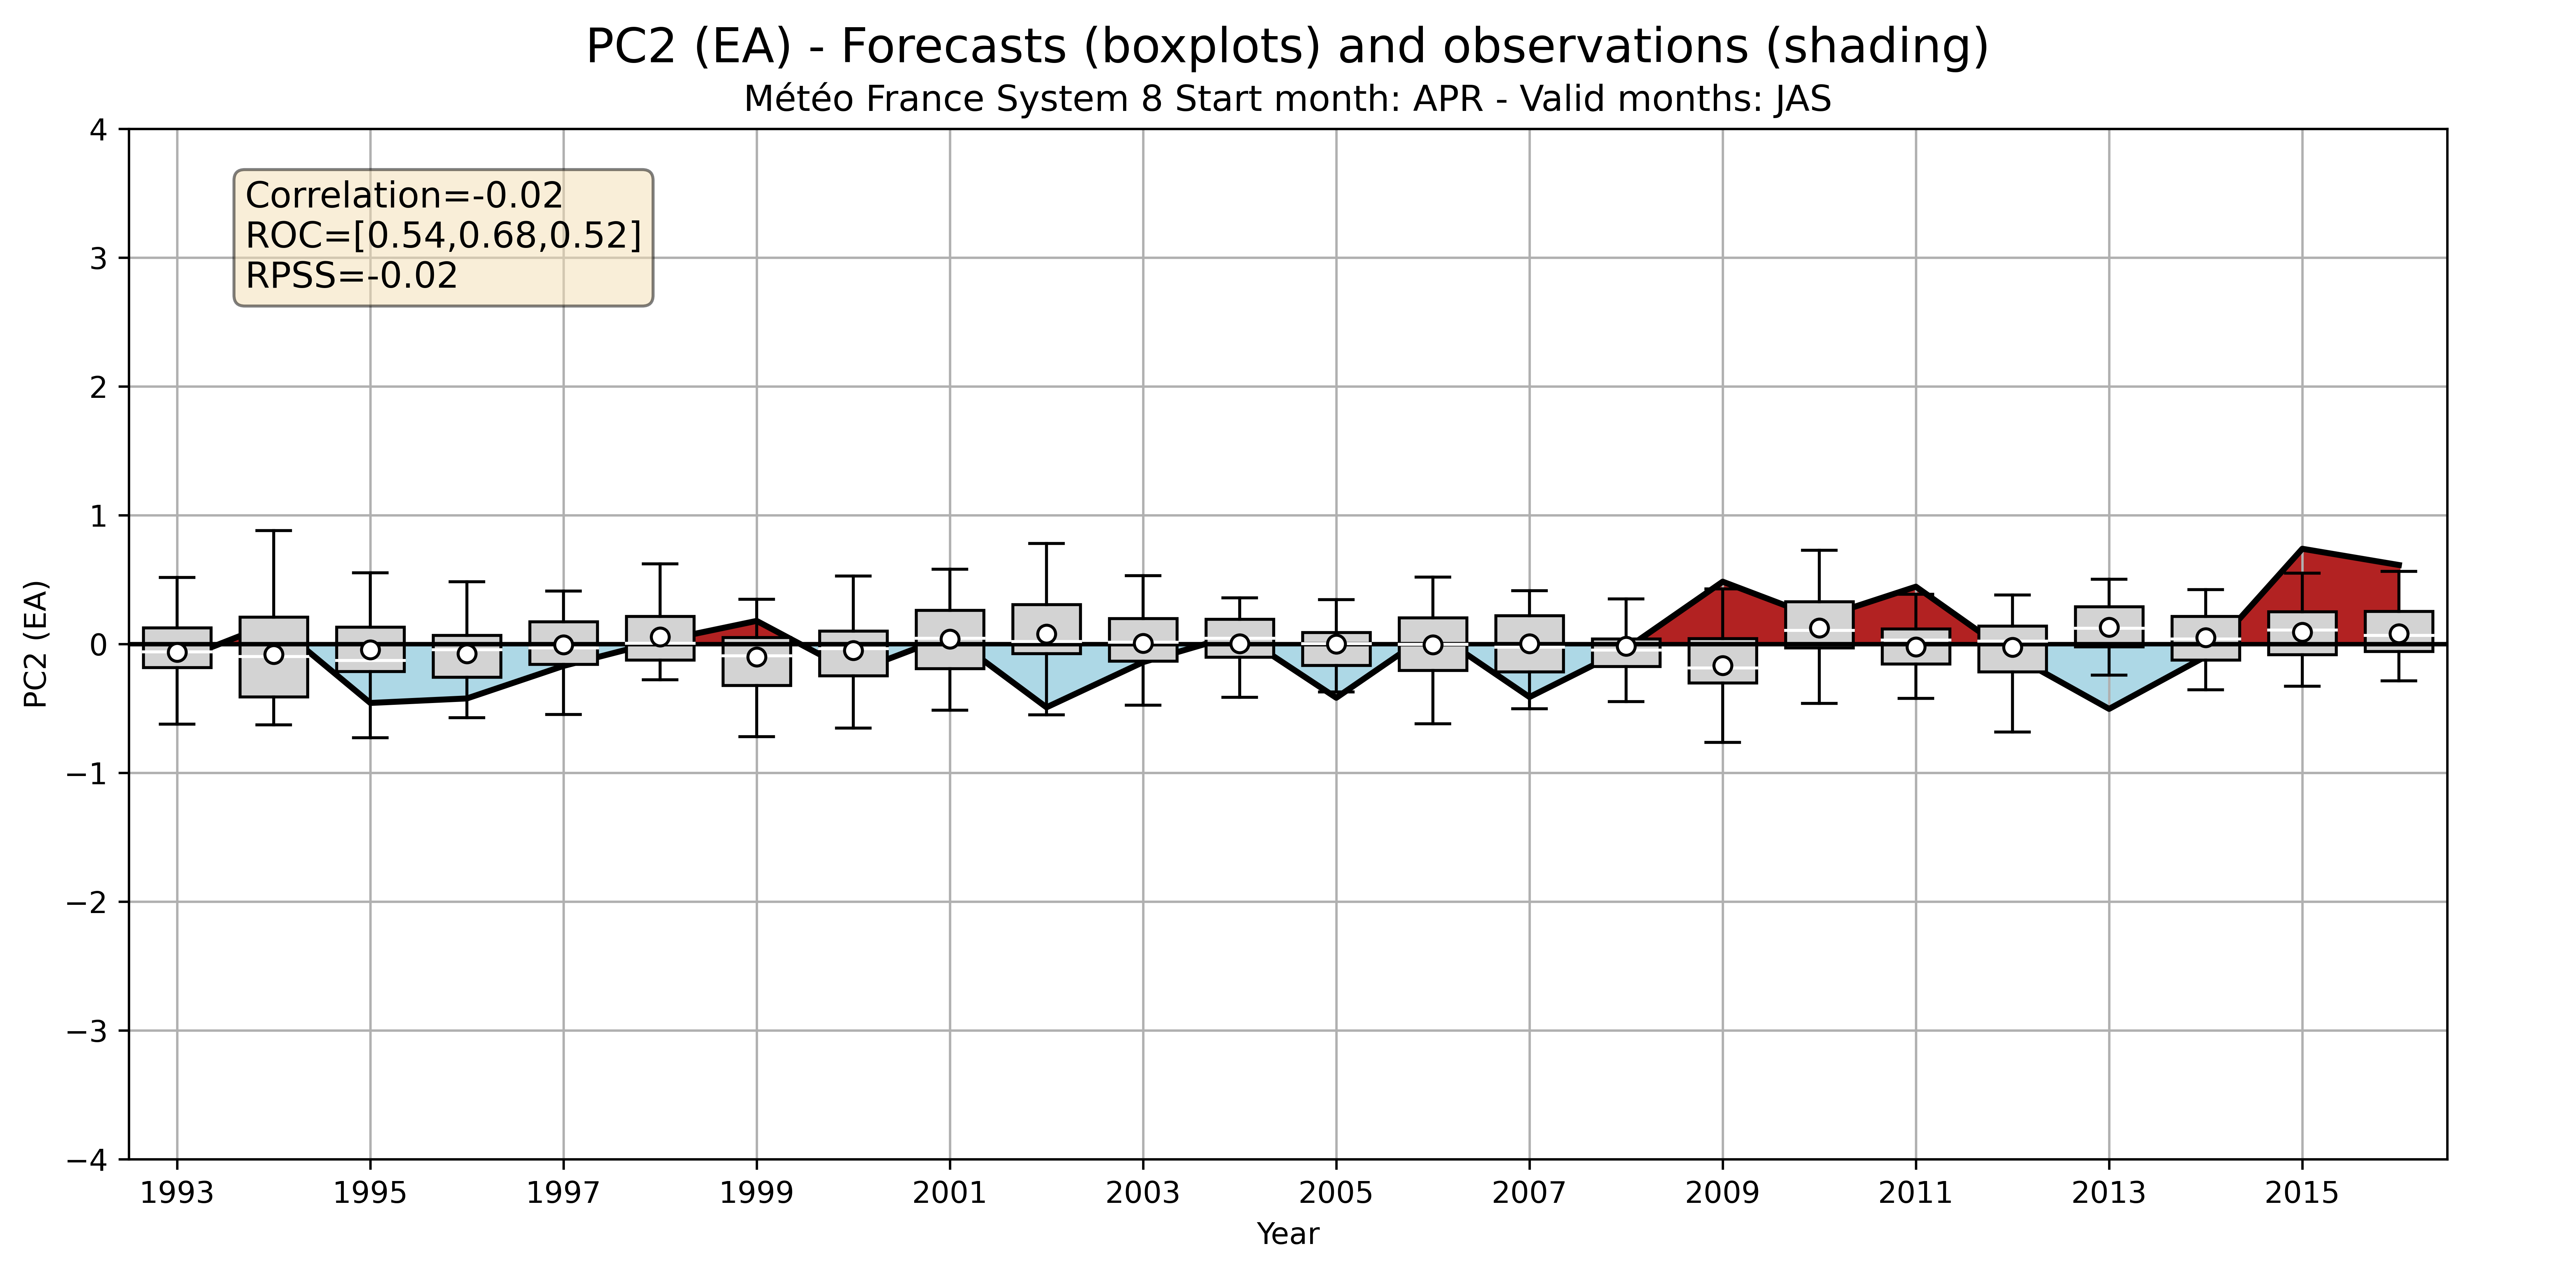 PC2 (EA) - Forecasts (boxplots) and observations (shading)
Météo France System 8 Start month: APR - Valid months: JAS
Correlation=-0.02
ROC=[0.54,0.68,0.52]
RPSS=-0.02
PC2 (EA)
4
3
2
1
0
−1
−2
−3
−4
1993 1995 1997 1999 2001 2003 2005 2007 2009 2011 2013 2015
Year